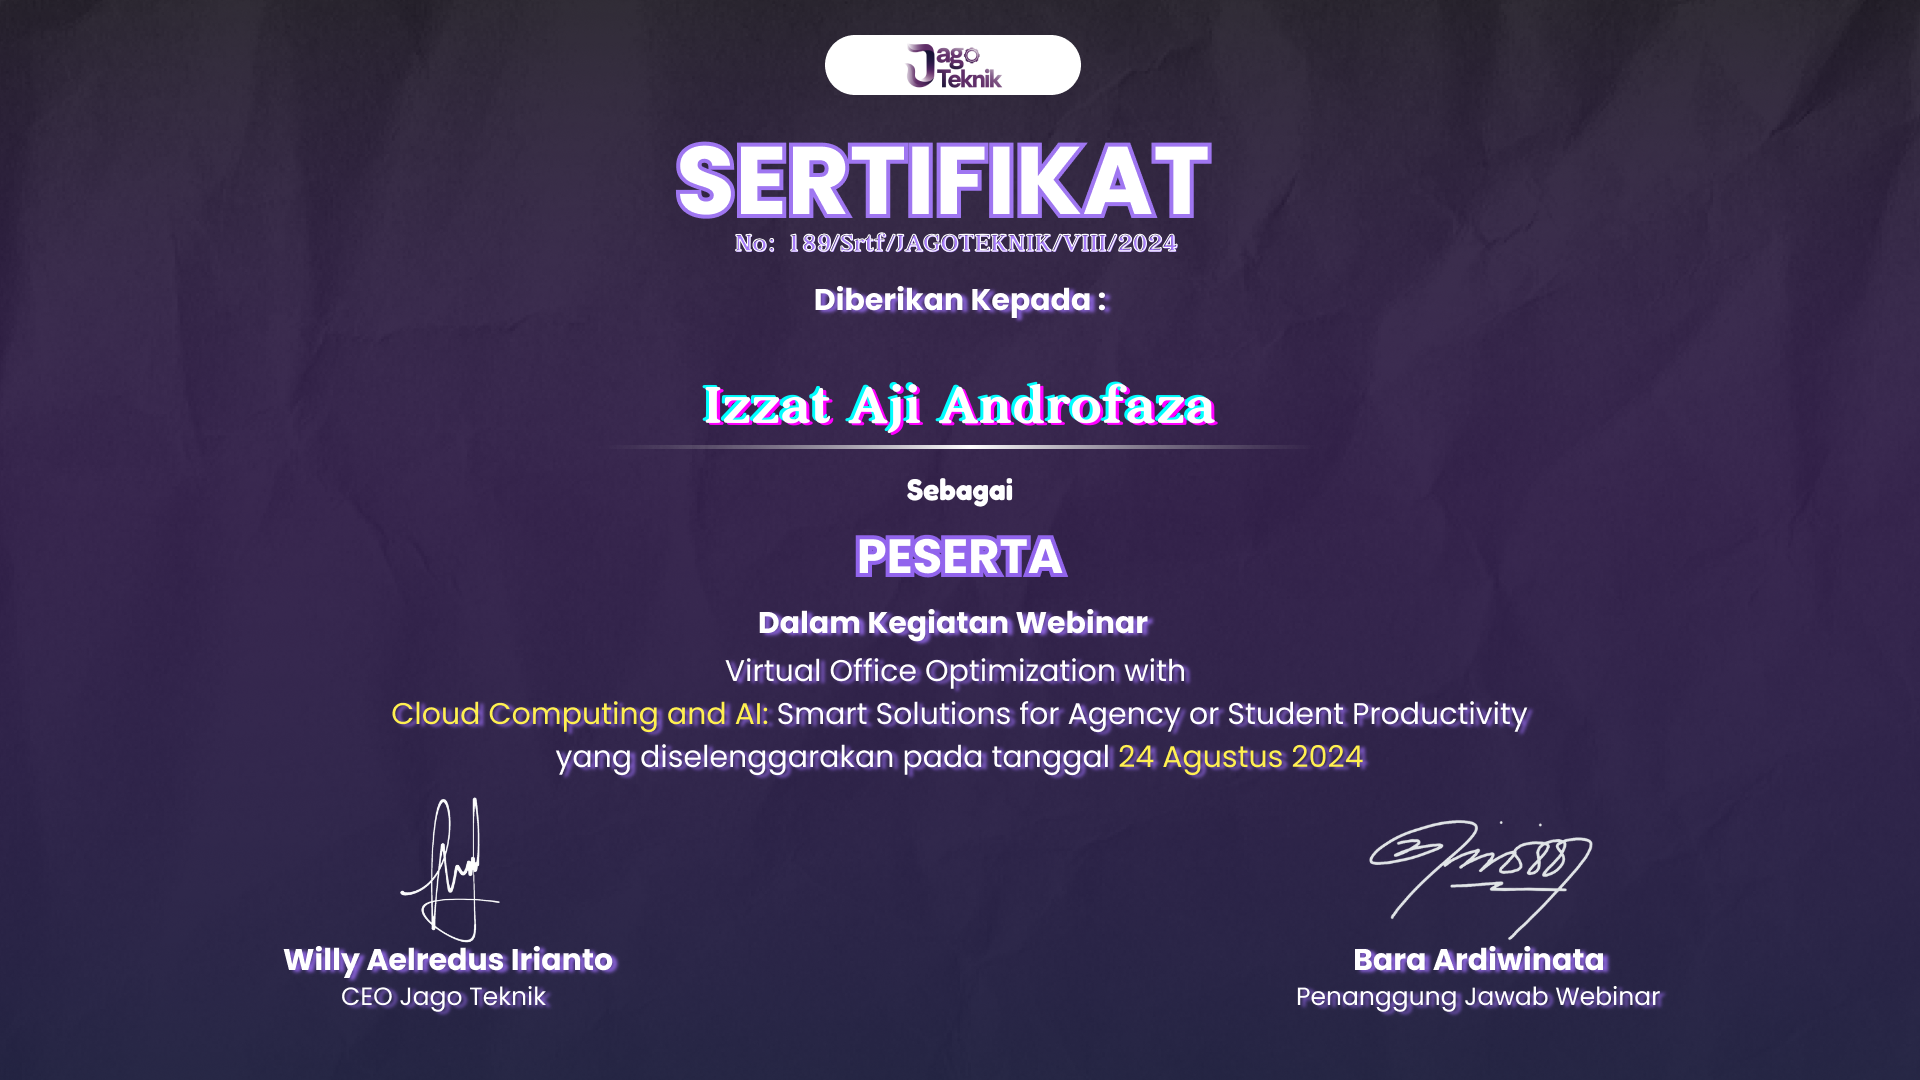 Jago
Teknik
SERTIFIKAT
No: 189/Srtf/JAGOTEKNIK/VIII/2024
Diberikan Kepada :
Izzat Aji Androfaza
Sebagai
PESERTA
Dalam Kegiatan Webinar
Virtual Office Optimization with
Cloud Computing and AI: Smart Solutions for Agency or Student Productivity
yang diselenggarakan pada tanggal 24 Agustus 2024
Willy Aelredus Irianto
CEO Jago Teknik
Bara Ardiwinata
Penanggung Jawab Webinar